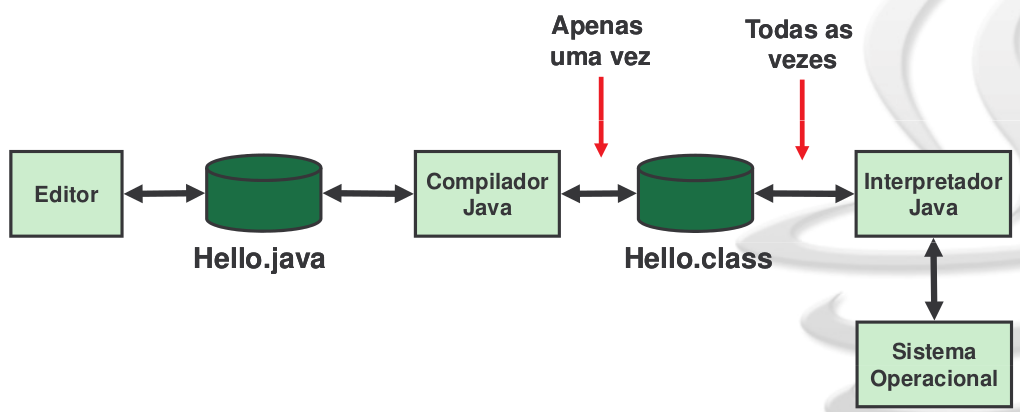 Apenas
uma vez
Todas as
vezes
Editor
Hello.java
Compilador
Java
Hello.class
Interpretador
Java
Sistema
Operacional